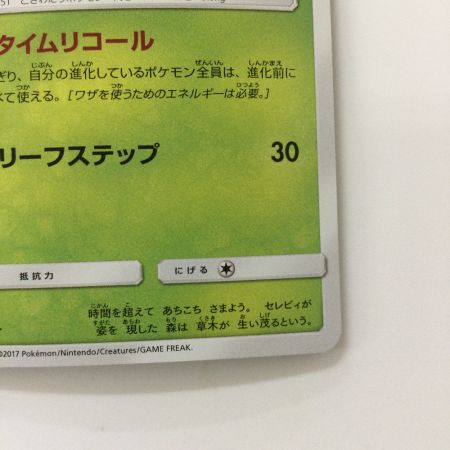 タイムリコール
ぎり、自分の進化しているポケモン全員は、進化前に
て使える。[ワザを使うためのエネルギーは必要。]
リーフステップ 30
抵抗力 にげる
時間を超えて あちこち さまよう。 セレビィが
姿を 現した 森は 草木が 生い茂るという。
©2017 Pokémon/Nintendo/Creatures/GAME FREAK.